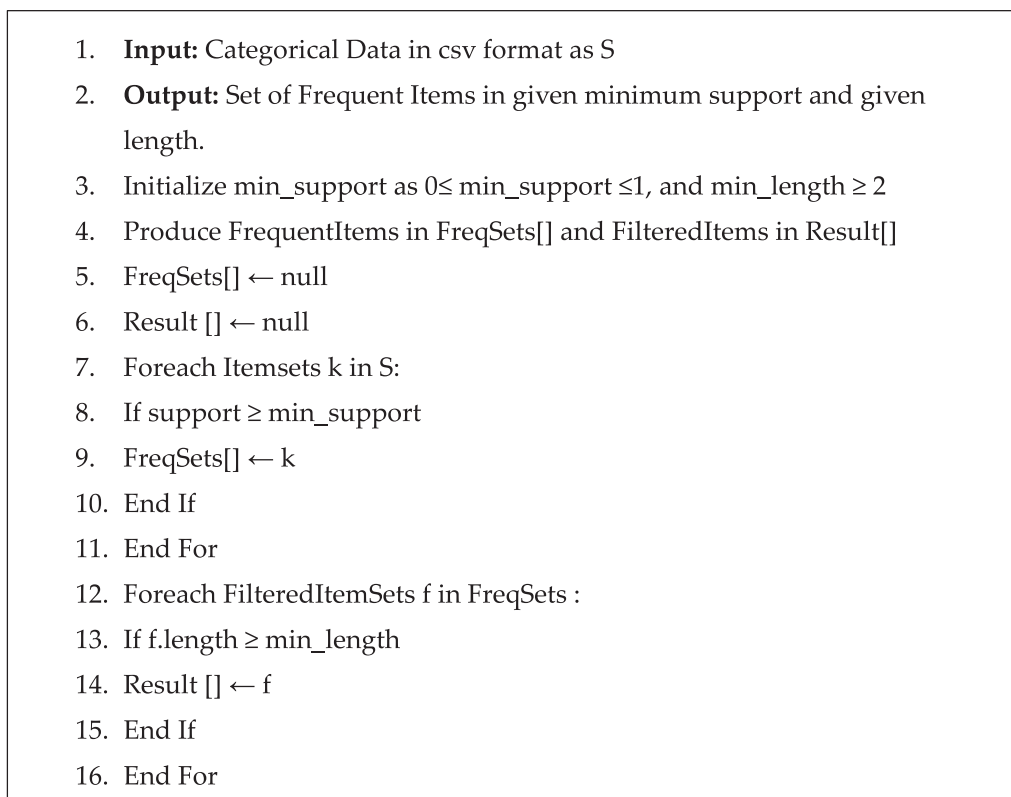 1. Input: Categorical Data in csv format as S
2. Output: Set of Frequent Items in given minimum support and given
length.
3. Initialize min_support as 0≤ min_support ≤1, and min_length ≥ 2
4. Produce FrequentItems in FreqSets[] and FilteredItems in Result[]
5. FreqSets[] ← null
6. Result [] ← null
7. Foreach Itemsets k in S:
8. If support ≥ min_support
9. FreqSets[] ← k
10. End If
11. End For
12. Foreach FilteredItemSets f in FreqSets :
13. If f.length ≥ min_length
14. Result [] ← f
15. End If
16. End For